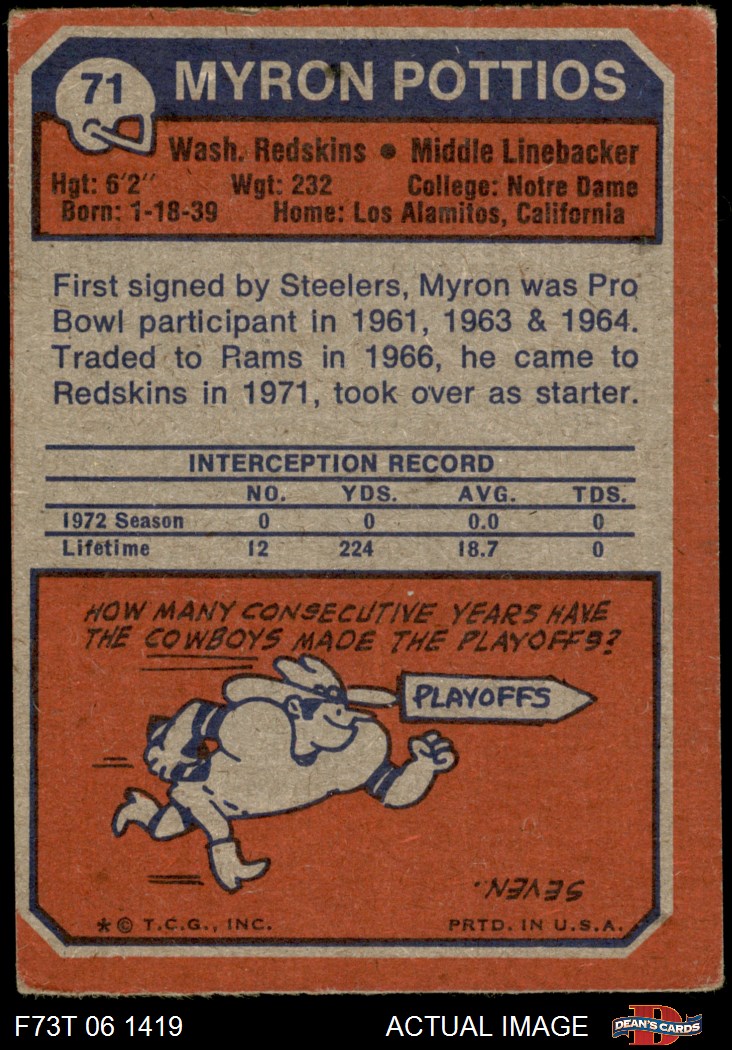 71
MYRON POTTIOS
Wash. Redskins • Middle Linebacker
Hgt: 6'2" Wgt: 232 College: Notre Dame
Born: 1-18-39 Home: Los Alamitos, California
First signed by Steelers, Myron was Pro
Bowl participant in 1961, 1963 & 1964.
Traded to Rams in 1966, he came to
Redskins in 1971, took over as starter.
INTERCEPTION RECORD
NO. YDS. AVG. TDS.
1972 Season 0 0 0.0 0
Lifetime 12 224 18.7 0
HOW MANY CONSECUTIVE YEARS HAVE
THE COWBOYS MADE THE PLAYOFFS?
PLAYOFFS
SEVEN.
* © T.C.G., INC. PRTD. IN U.S.A.
F73T 06 1419 ACTUAL IMAGE DEAN'S CARDS